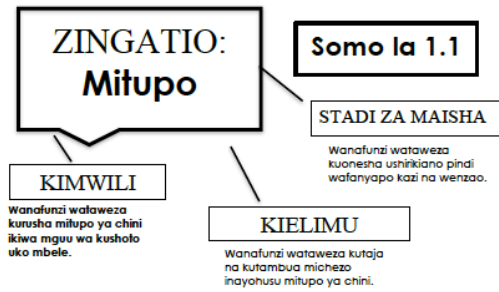 ZINGATIO:
Mitupo
Somo la 1.1
STADI ZA MAISHA
Wanafunzi wataweza
kuonesha ushirikiano pindi
wafanyapo kazi na wenzao.
KIMWILI
Wanafunzi wataweza
kurusha mitupo ya chini
ikiwa mguu wa kushoto
uko mbele.
KIELIMU
Wanafunzi wataweza kutaja
na kutambua michezo
inayohusu mitupo ya chini.